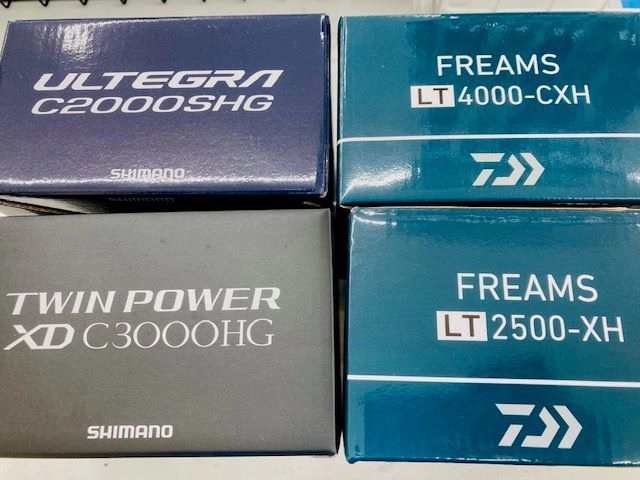 ULTEGRA
C2000SHG
SHIMANO
FREAMS
LT 4000-CXH
TWIN POWER
XD C3000HG
SHIMANO
FREAMS
LT 2500-XH